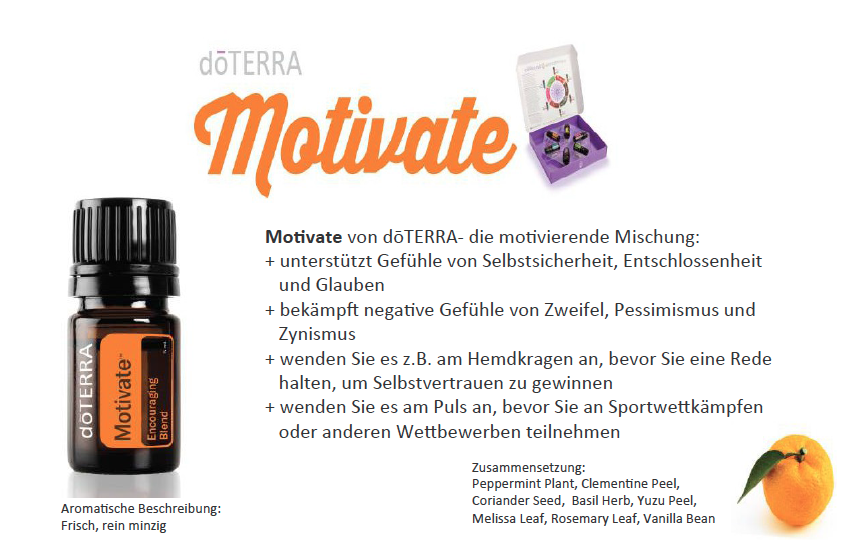 dōTERRA
Motivate
Motivate von dōTERRA- die motivierende Mischung:
+ unterstützt Gefühle von Selbstsicherheit, Entschlossenheit
und Glauben
+ bekämpft negative Gefühle von Zweifel, Pessimismus und
Zynismus
+ wenden Sie es z.B. am Hemdkragen an, bevor Sie eine Rede
halten, um Selbstvertrauen zu gewinnen
+ wenden Sie es am Puls an, bevor Sie an Sportwettkämpfen
oder anderen Wettbewerben teilnehmen
dōTERRA
Motivate™
Encouraging
Blend
5 mL
Aromatische Beschreibung:
Frisch, rein minzig
Zusammensetzung:
Peppermint Plant, Clementine Peel,
Coriander Seed, Basil Herb, Yuzu Peel,
Melissa Leaf, Rosemary Leaf, Vanilla Bean